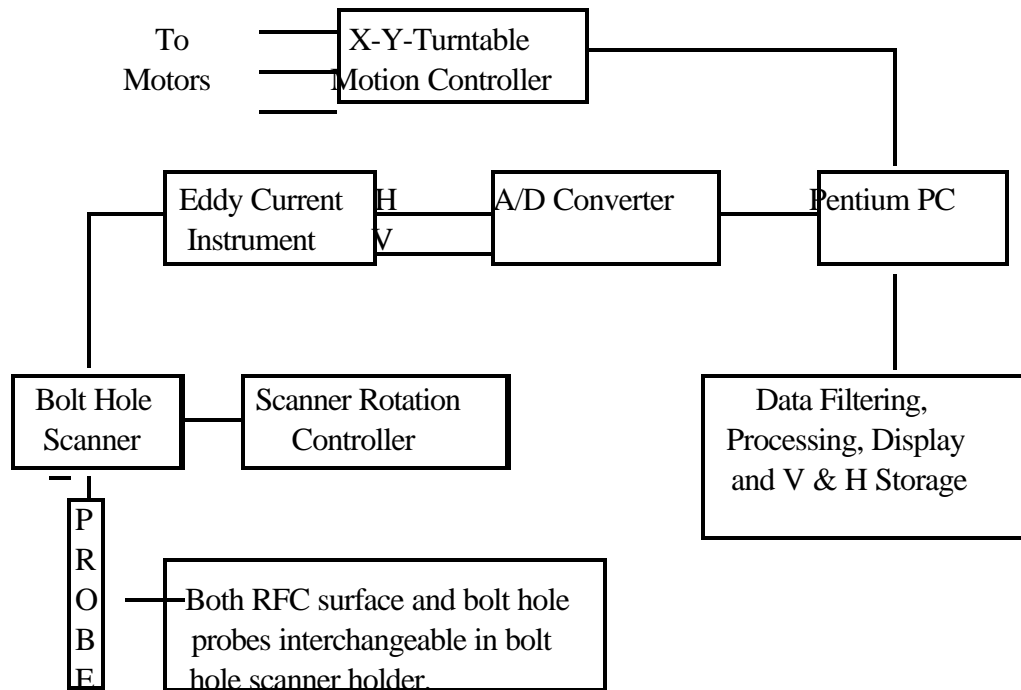 To
Motors
X-Y-Turntable
Motion Controller
Eddy Current
Instrument
H
V
A/D Converter
Pentium PC
Bolt Hole
Scanner
Scanner Rotation
Controller
Data Filtering,
Processing, Display
and V & H Storage
P
R
O
B
E
Both RFC surface and bolt hole
probes interchangeable in bolt
hole scanner holder.